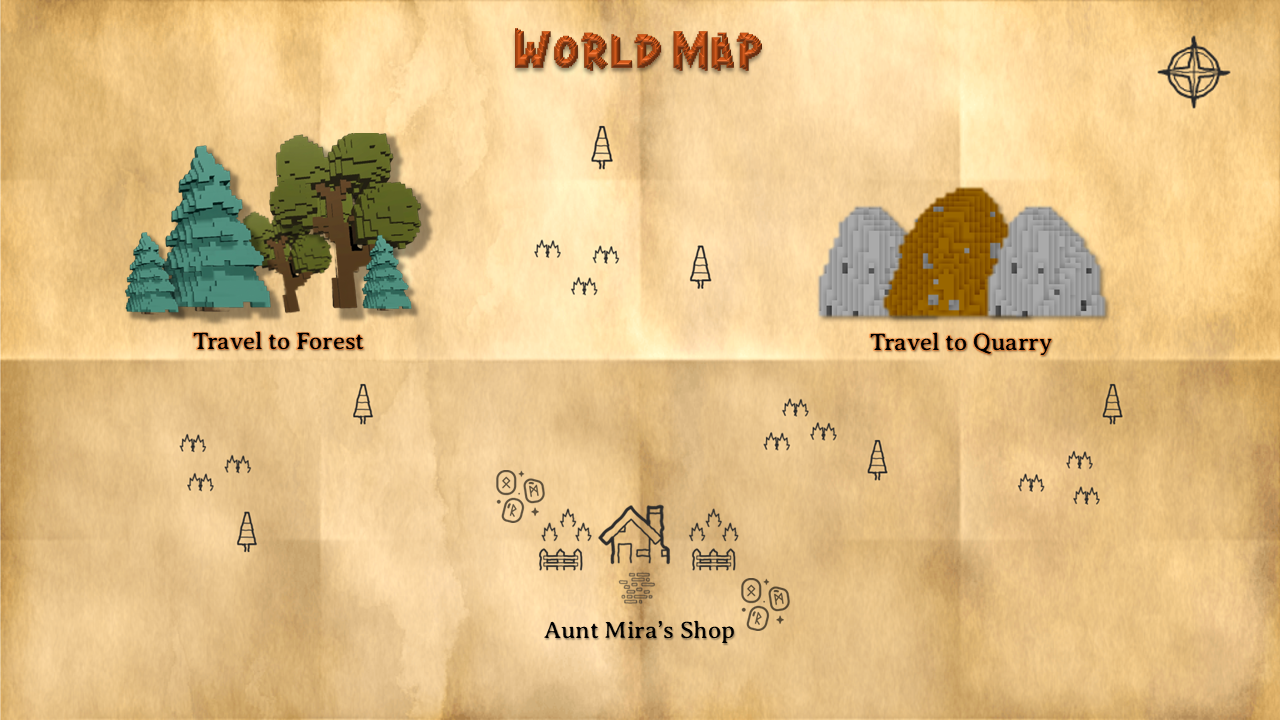 World Map
Travel to Forest
Travel to Quarry
ᛟ ᛗ
ᚱ
Aunt Mira's Shop
ᛟ ᛗ
ᚱ